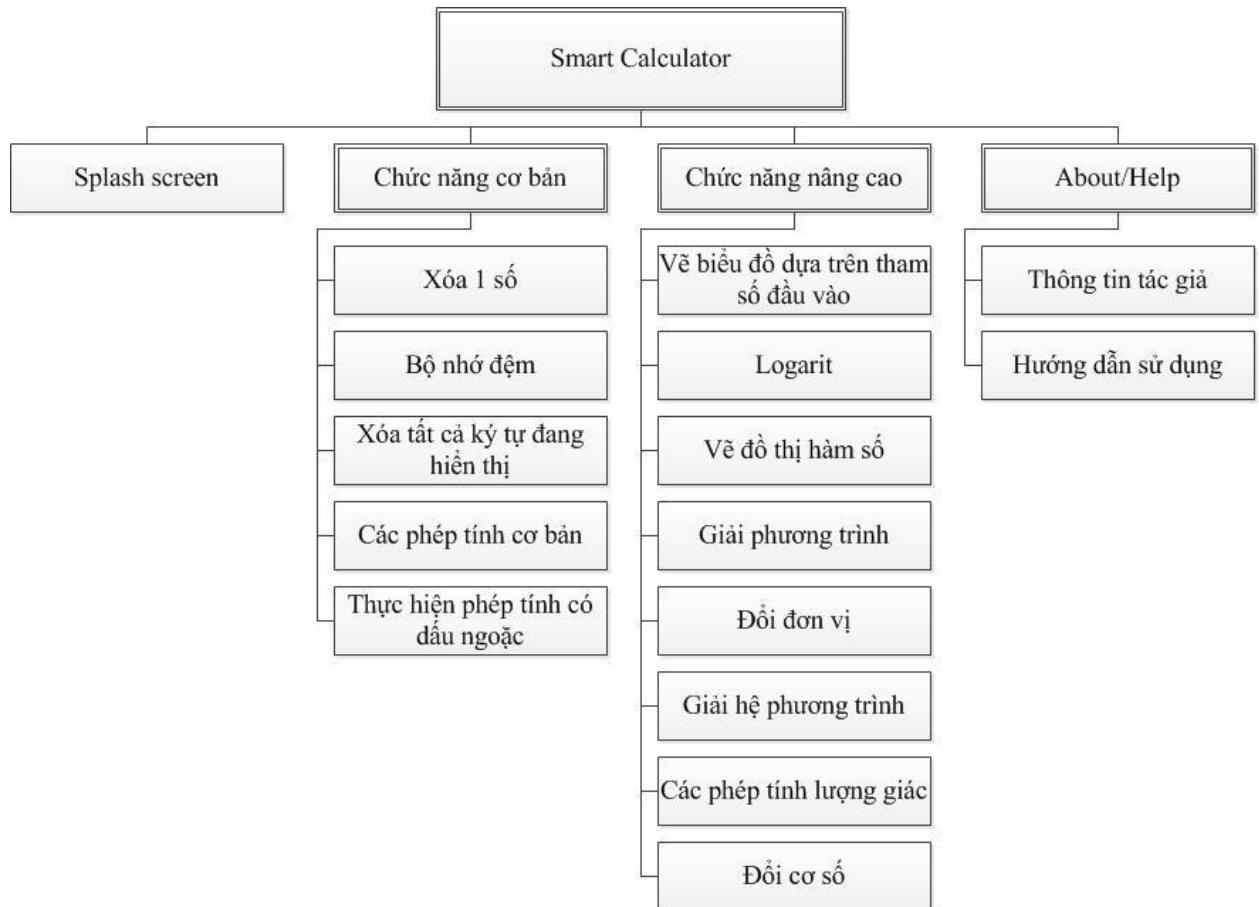 Smart Calculator
Splash screen
Chức năng cơ bản
Chức năng nâng cao
About/Help
Xóa 1 số
Bộ nhớ đệm
Xóa tất cả ký tự đang
hiển thị
Các phép tính cơ bản
Thực hiện phép tính có
dấu ngoặc
Vẽ biểu đồ dựa trên tham
số đầu vào
Logarit
Vẽ đồ thị hàm số
Giải phương trình
Đổi đơn vị
Giải hệ phương trình
Các phép tính lượng giác
Đổi cơ số
Thông tin tác giả
Hướng dẫn sử dụng